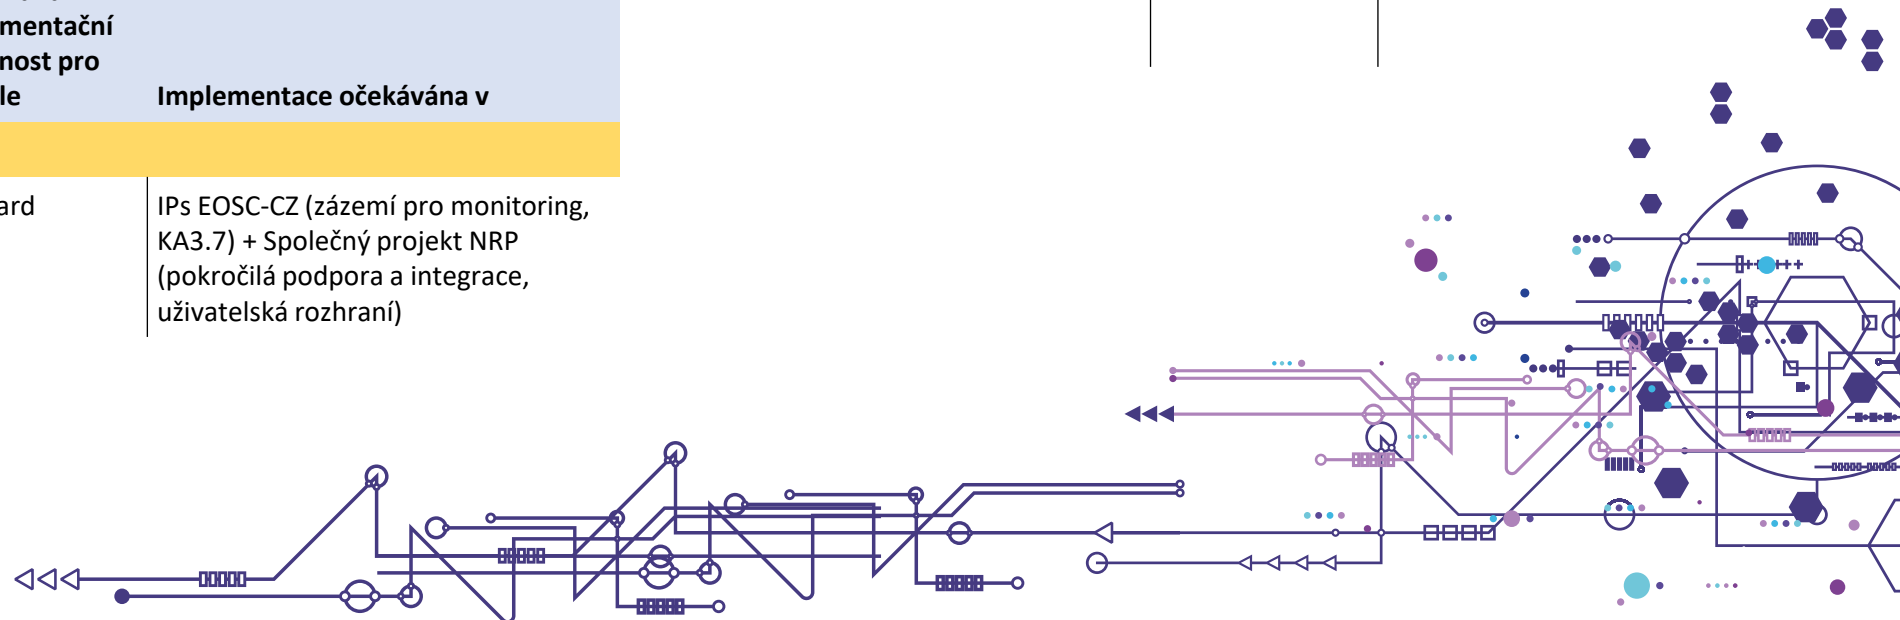 mentační
nost pro
le
Implementace očekávána v
ard
IPs EOSC-CZ (zázemí pro monitoring,
KA3.7) + Společný projekt NRP
(pokročilá podpora a integrace,
uživatelská rozhraní)